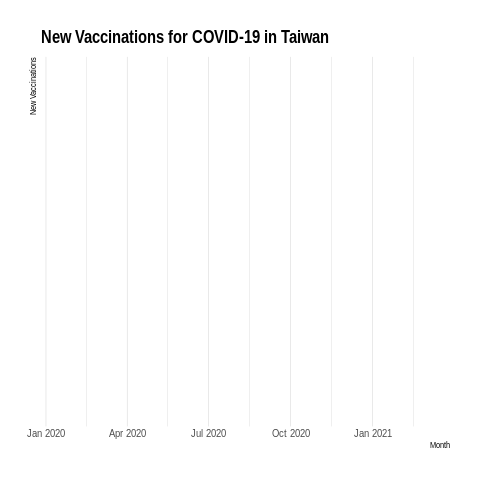 New Vaccinations for COVID-19 in Taiwan
New Vaccinations
Jan 2020 Apr 2020 Jul 2020 Oct 2020 Jan 2021
Month